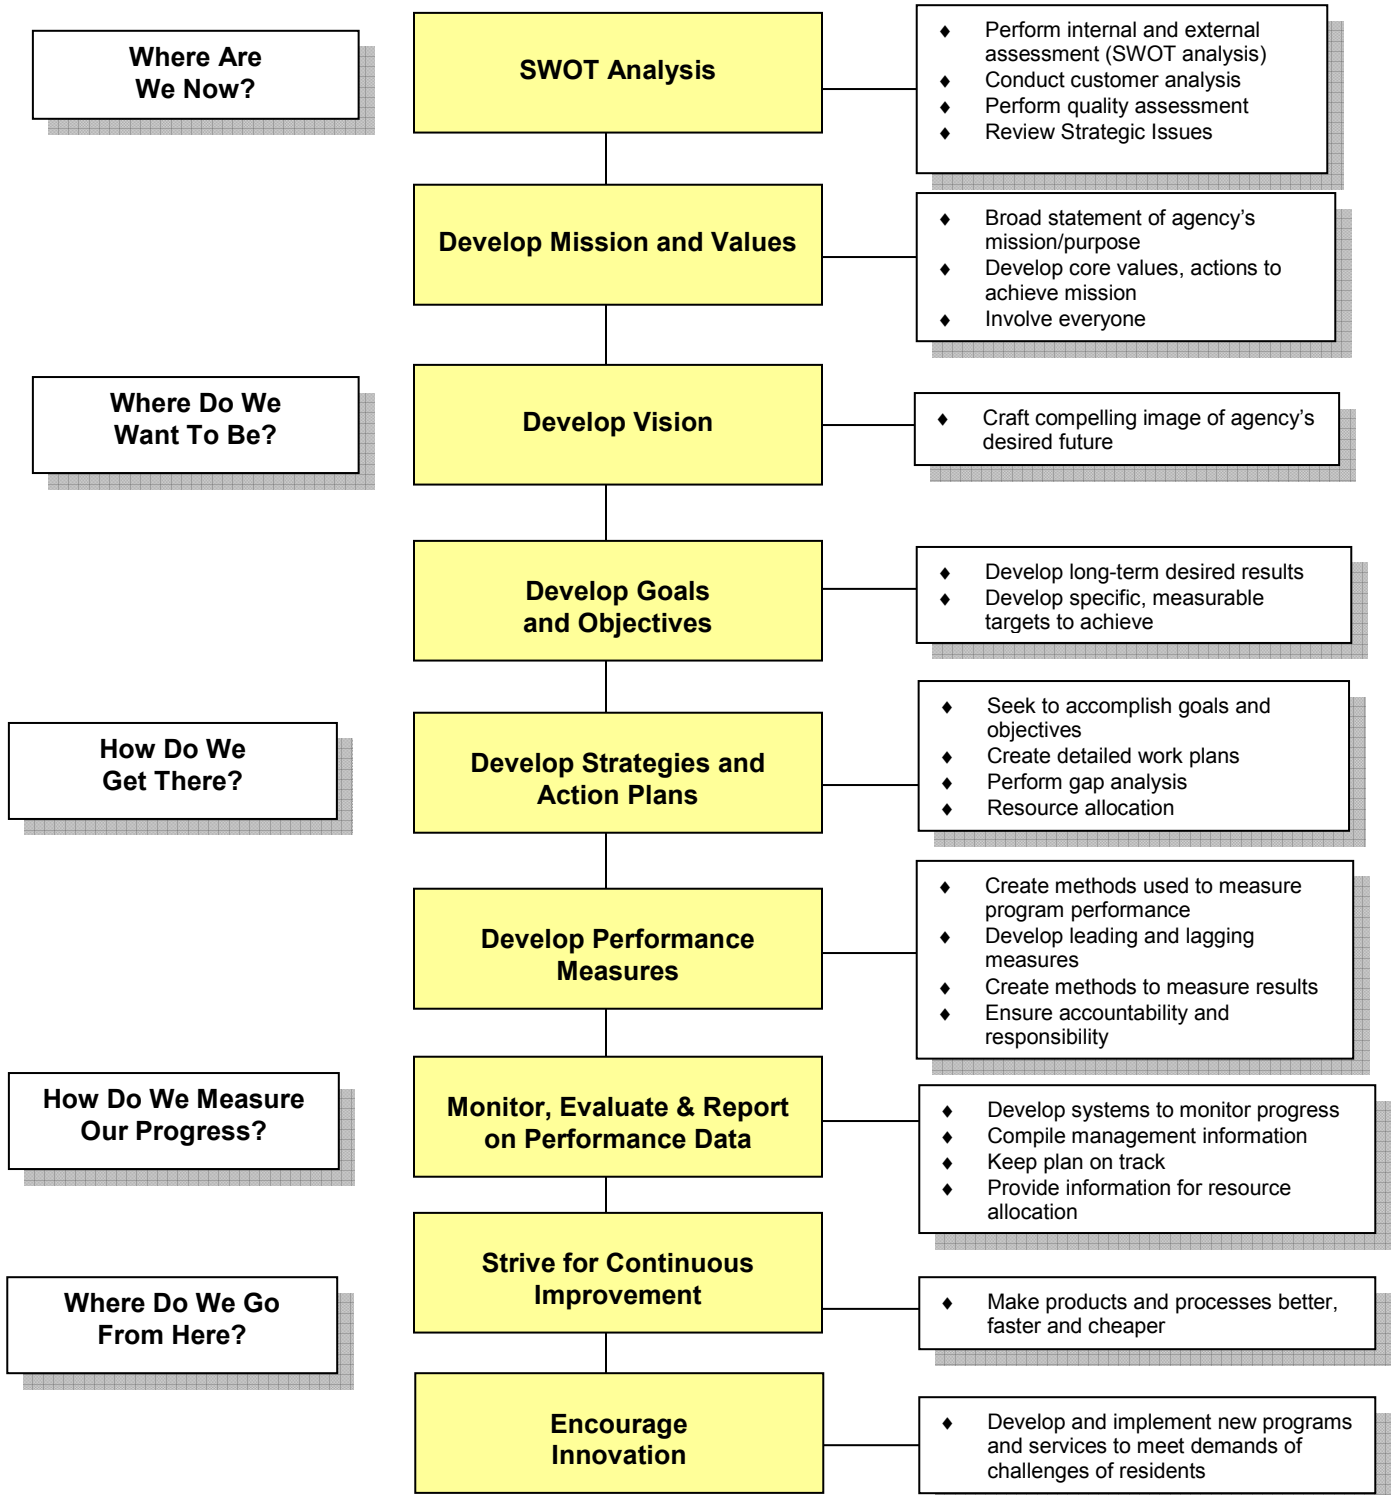 Where Are
We Now?
SWOT Analysis
♦ Perform internal and external
assessment (SWOT analysis)
♦ Conduct customer analysis
♦ Perform quality assessment
♦ Review Strategic Issues
Develop Mission and Values
♦ Broad statement of agency’s
mission/purpose
♦ Develop core values, actions to
achieve mission
♦ Involve everyone
Where Do We
Want To Be?
Develop Vision
♦ Craft compelling image of agency’s
desired future
Develop Goals
and Objectives
♦ Develop long-term desired results
♦ Develop specific, measurable
targets to achieve
How Do We
Get There?
Develop Strategies and
Action Plans
♦ Seek to accomplish goals and
objectives
♦ Create detailed work plans
♦ Perform gap analysis
♦ Resource allocation
Develop Performance
Measures
♦ Create methods used to measure
program performance
♦ Develop leading and lagging
measures
♦ Create methods to measure results
♦ Ensure accountability and
responsibility
How Do We Measure
Our Progress?
Monitor, Evaluate & Report
on Performance Data
♦ Develop systems to monitor progress
♦ Compile management information
♦ Keep plan on track
♦ Provide information for resource
allocation
Strive for Continuous
Improvement
Where Do We Go
From Here?
♦ Make products and processes better,
faster and cheaper
Encourage
Innovation
♦ Develop and implement new programs
and services to meet demands of
challenges of residents